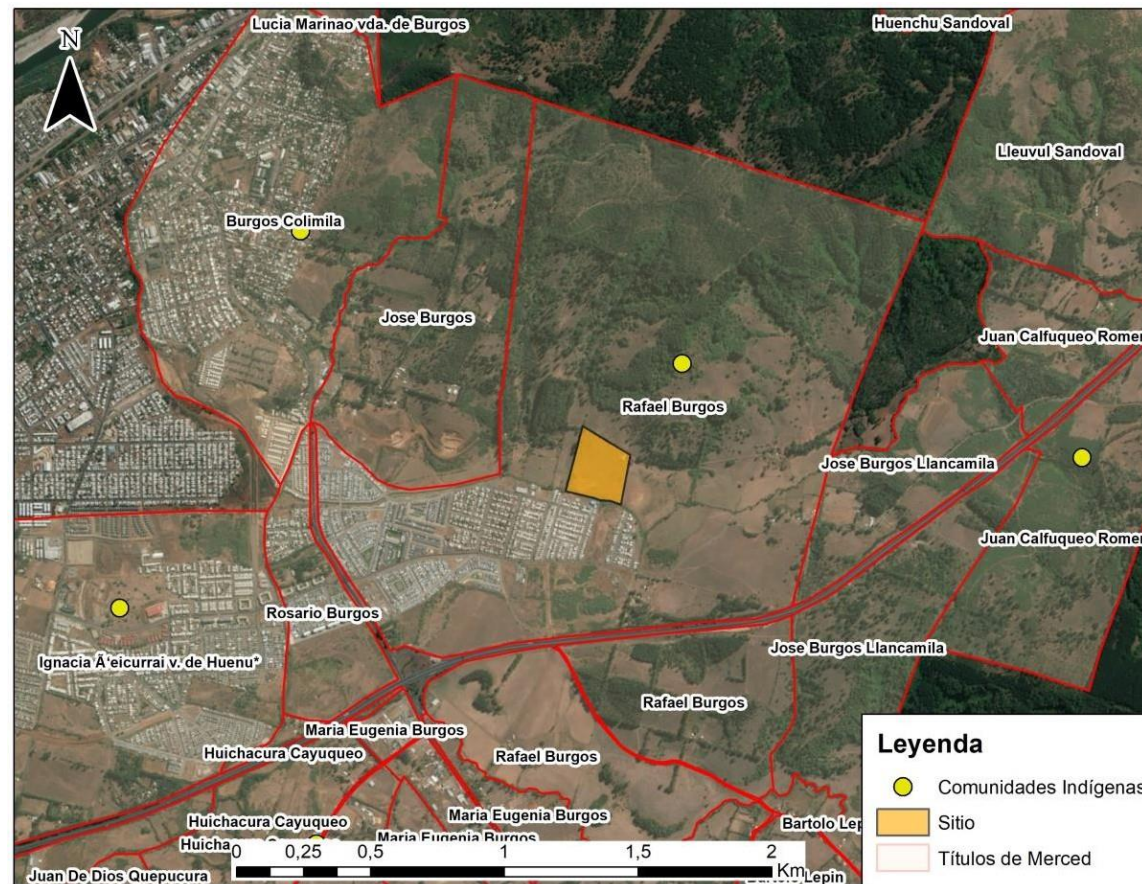 Lucia Marinao vda. de Burgos
Huenchu Sandoval
N
Lleuvul Sandoval
Burgos Colimila
Jose Burgos
Juan Calfuqueo Romer
Rafael Burgos
Jose Burgos Llancamila
Juan Calfuqueo Romer
Rosario Burgos
Ignacia Ä'eicurrai v. de Huenu*
Jose Burgos Llancamila
Rafael Burgos
Maria Eugenia Burgos
Huichacura Cayuqueo
Rafael Burgos
Leyenda
Comunidades Indígenas
Sitio
Títulos de Merced
Huichacura Cayuqueo
Maria Eugenia Burgos
Bartolo Lep
Huicha
Maria Eugenia Burgos
0 0,25 0,5 1 1,5 2
Km
Juan De Dios Quepucura
Bartolo Lepin